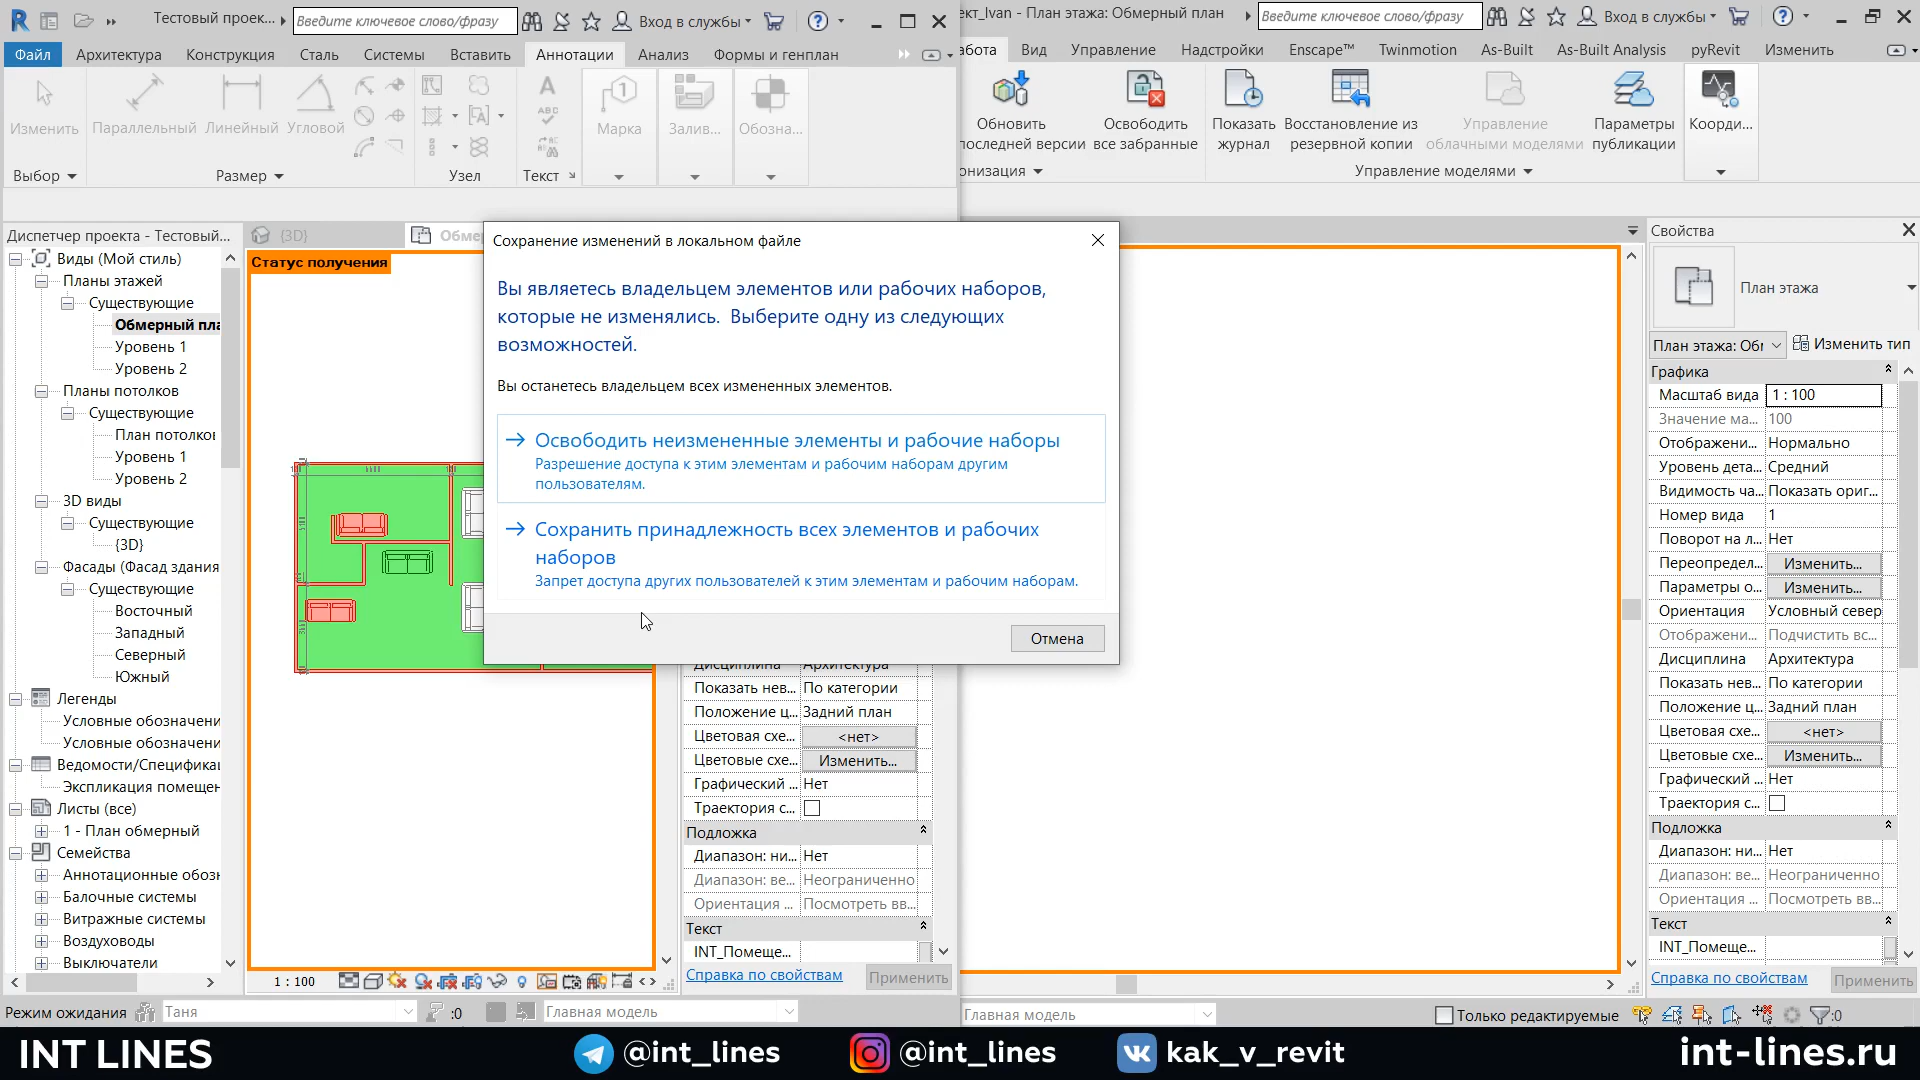 Тестовый проек...
Введите ключевое слово/фразу
Вход в службы
ект_Ivan - План этажа: Обмерный план
Введите ключевое слово/фразу
Вход в службы
Файл
Архитектура
Конструкция
Сталь
Системы
Вставить
Аннотации
Анализ
Формы и генплан
абота
Вид
Управление
Надстройки
Enscape™
Twinmotion
As-Built
As-Built Analysis
pyRevit
Изменить
Изменить
Параллельный
Линейный
Угловой
Марка
Залив...
Обозна...
Выбор
Размер
Узел
Текст
Обновить
последней версии
Освободить
все забранные
Показать
журнал
Восстановление из
резервной копии
Управление
облачными моделями
Параметры
публикации
Коорди...
онизация
Управление моделями
Диспетчер проекта - Тестовый...
{3D}
Обме
Статус получения
Виды (Мой стиль)
Планы этажей
Существующие
Обмерный пла
Уровень 1
Уровень 2
Планы потолков
Существующие
План потолков
Уровень 1
Уровень 2
3D виды
Существующие
{3D}
Фасады (Фасад здания
Существующие
Восточный
Западный
Северный
Южный
Легенды
Условные обозначени
Условные обозначени
Ведомости/Спецификац
Экспликация помещен
Листы (все)
1 - План обмерный
Семейства
Аннотационные обозн
Балочные системы
Витражные системы
Воздуховоды
Выключатели
Сохранение изменений в локальном файле
Вы являетесь владельцем элементов или рабочих наборов,
которые не изменялись. Выберите одну из следующих
возможностей.
Вы останетесь владельцем всех измененных элементов.
Освободить неизмененные элементы и рабочие наборы
Разрешение доступа к этим элементам и рабочим наборам другим
пользователям.
Сохранить принадлежность всех элементов и рабочих
наборов
Запрет доступа других пользователей к этим элементам и рабочим наборам.
Отмена
Дисциплина Архитектура
Показать нев... По категории
Положение ц... Задний план
Цветовая схе... <нет>
Цветовые схе... Изменить...
Графический ... Нет
Траектория с...
Подложка
Диапазон: ни... Нет
Диапазон: ве... Неограниченно
Ориентация ... Посмотреть вв...
Текст
INT_Помеще...
Справка по свойствам
Применить
Свойства
План этажа
План этажа: Обм
Изменить тип
Графика
Масштаб вида 1 : 100
Значение ма... 100
Отображени... Нормально
Уровень дета... Средний
Видимость ча... Показать ориг...
Номер вида 1
Поворот на л... Нет
Переопредел... Изменить...
Параметры о... Изменить...
Ориентация Условный север
Отображени... Подчистить вс...
Дисциплина Архитектура
Показать нев... По категории
Положение ц... Задний план
Цветовая схе... <нет>
Цветовые схе... Изменить...
Графический ... Нет
Траектория с...
Подложка
Диапазон: ни... Нет
Диапазон: ве... Неограниченно
Ориентация ... Посмотреть вв...
Текст
INT_Помеще...
Справка по свойствам
Применить
1 : 100
Режим ожидания
Таня
:0
Главная модель
Главная модель
Только редактируемые
:0
INT LINES
@int_lines
@int_lines
kak_v_revit
int-lines.ru